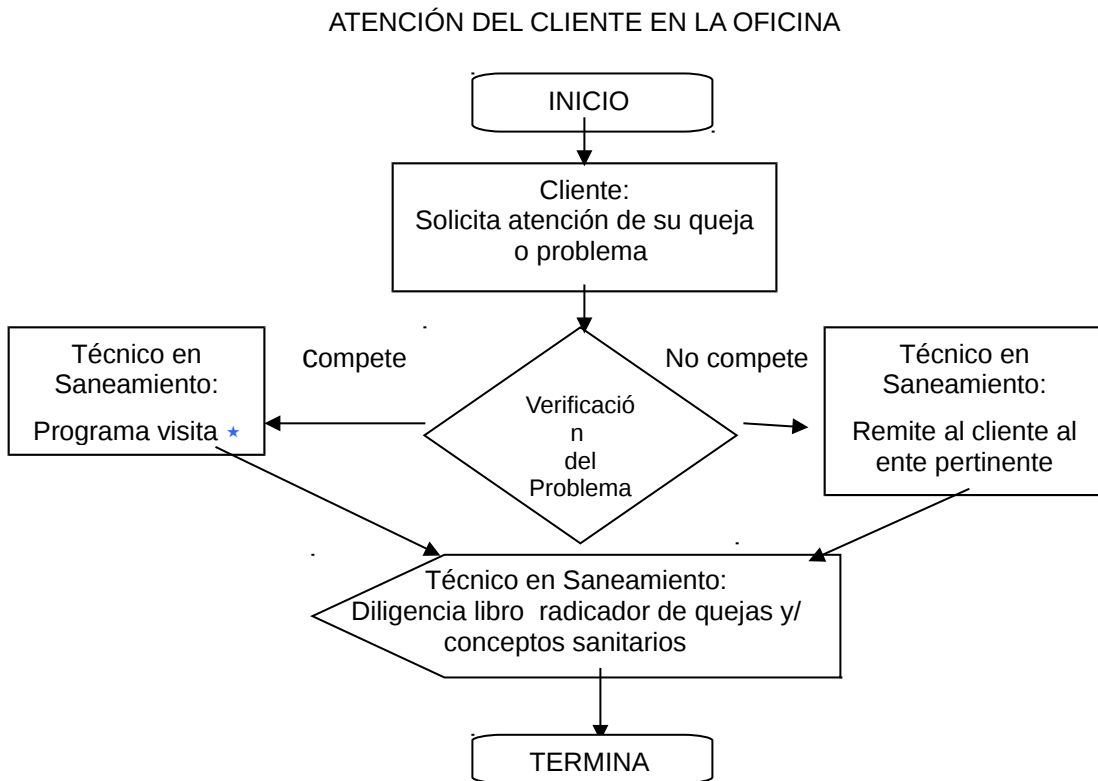 ATENCIÓN DEL CLIENTE EN LA OFICINA
INICIO
Cliente:
Solicita atención de su queja
o problema
Técnico en
Saneamiento:
Programa visita ★
Compete
Verificació
n
del
Problema
No compete
Técnico en
Saneamiento:
Remite al cliente al
ente pertinente
Técnico en Saneamiento:
Diligencia libro radicador de quejas y/
conceptos sanitarios
TERMINA